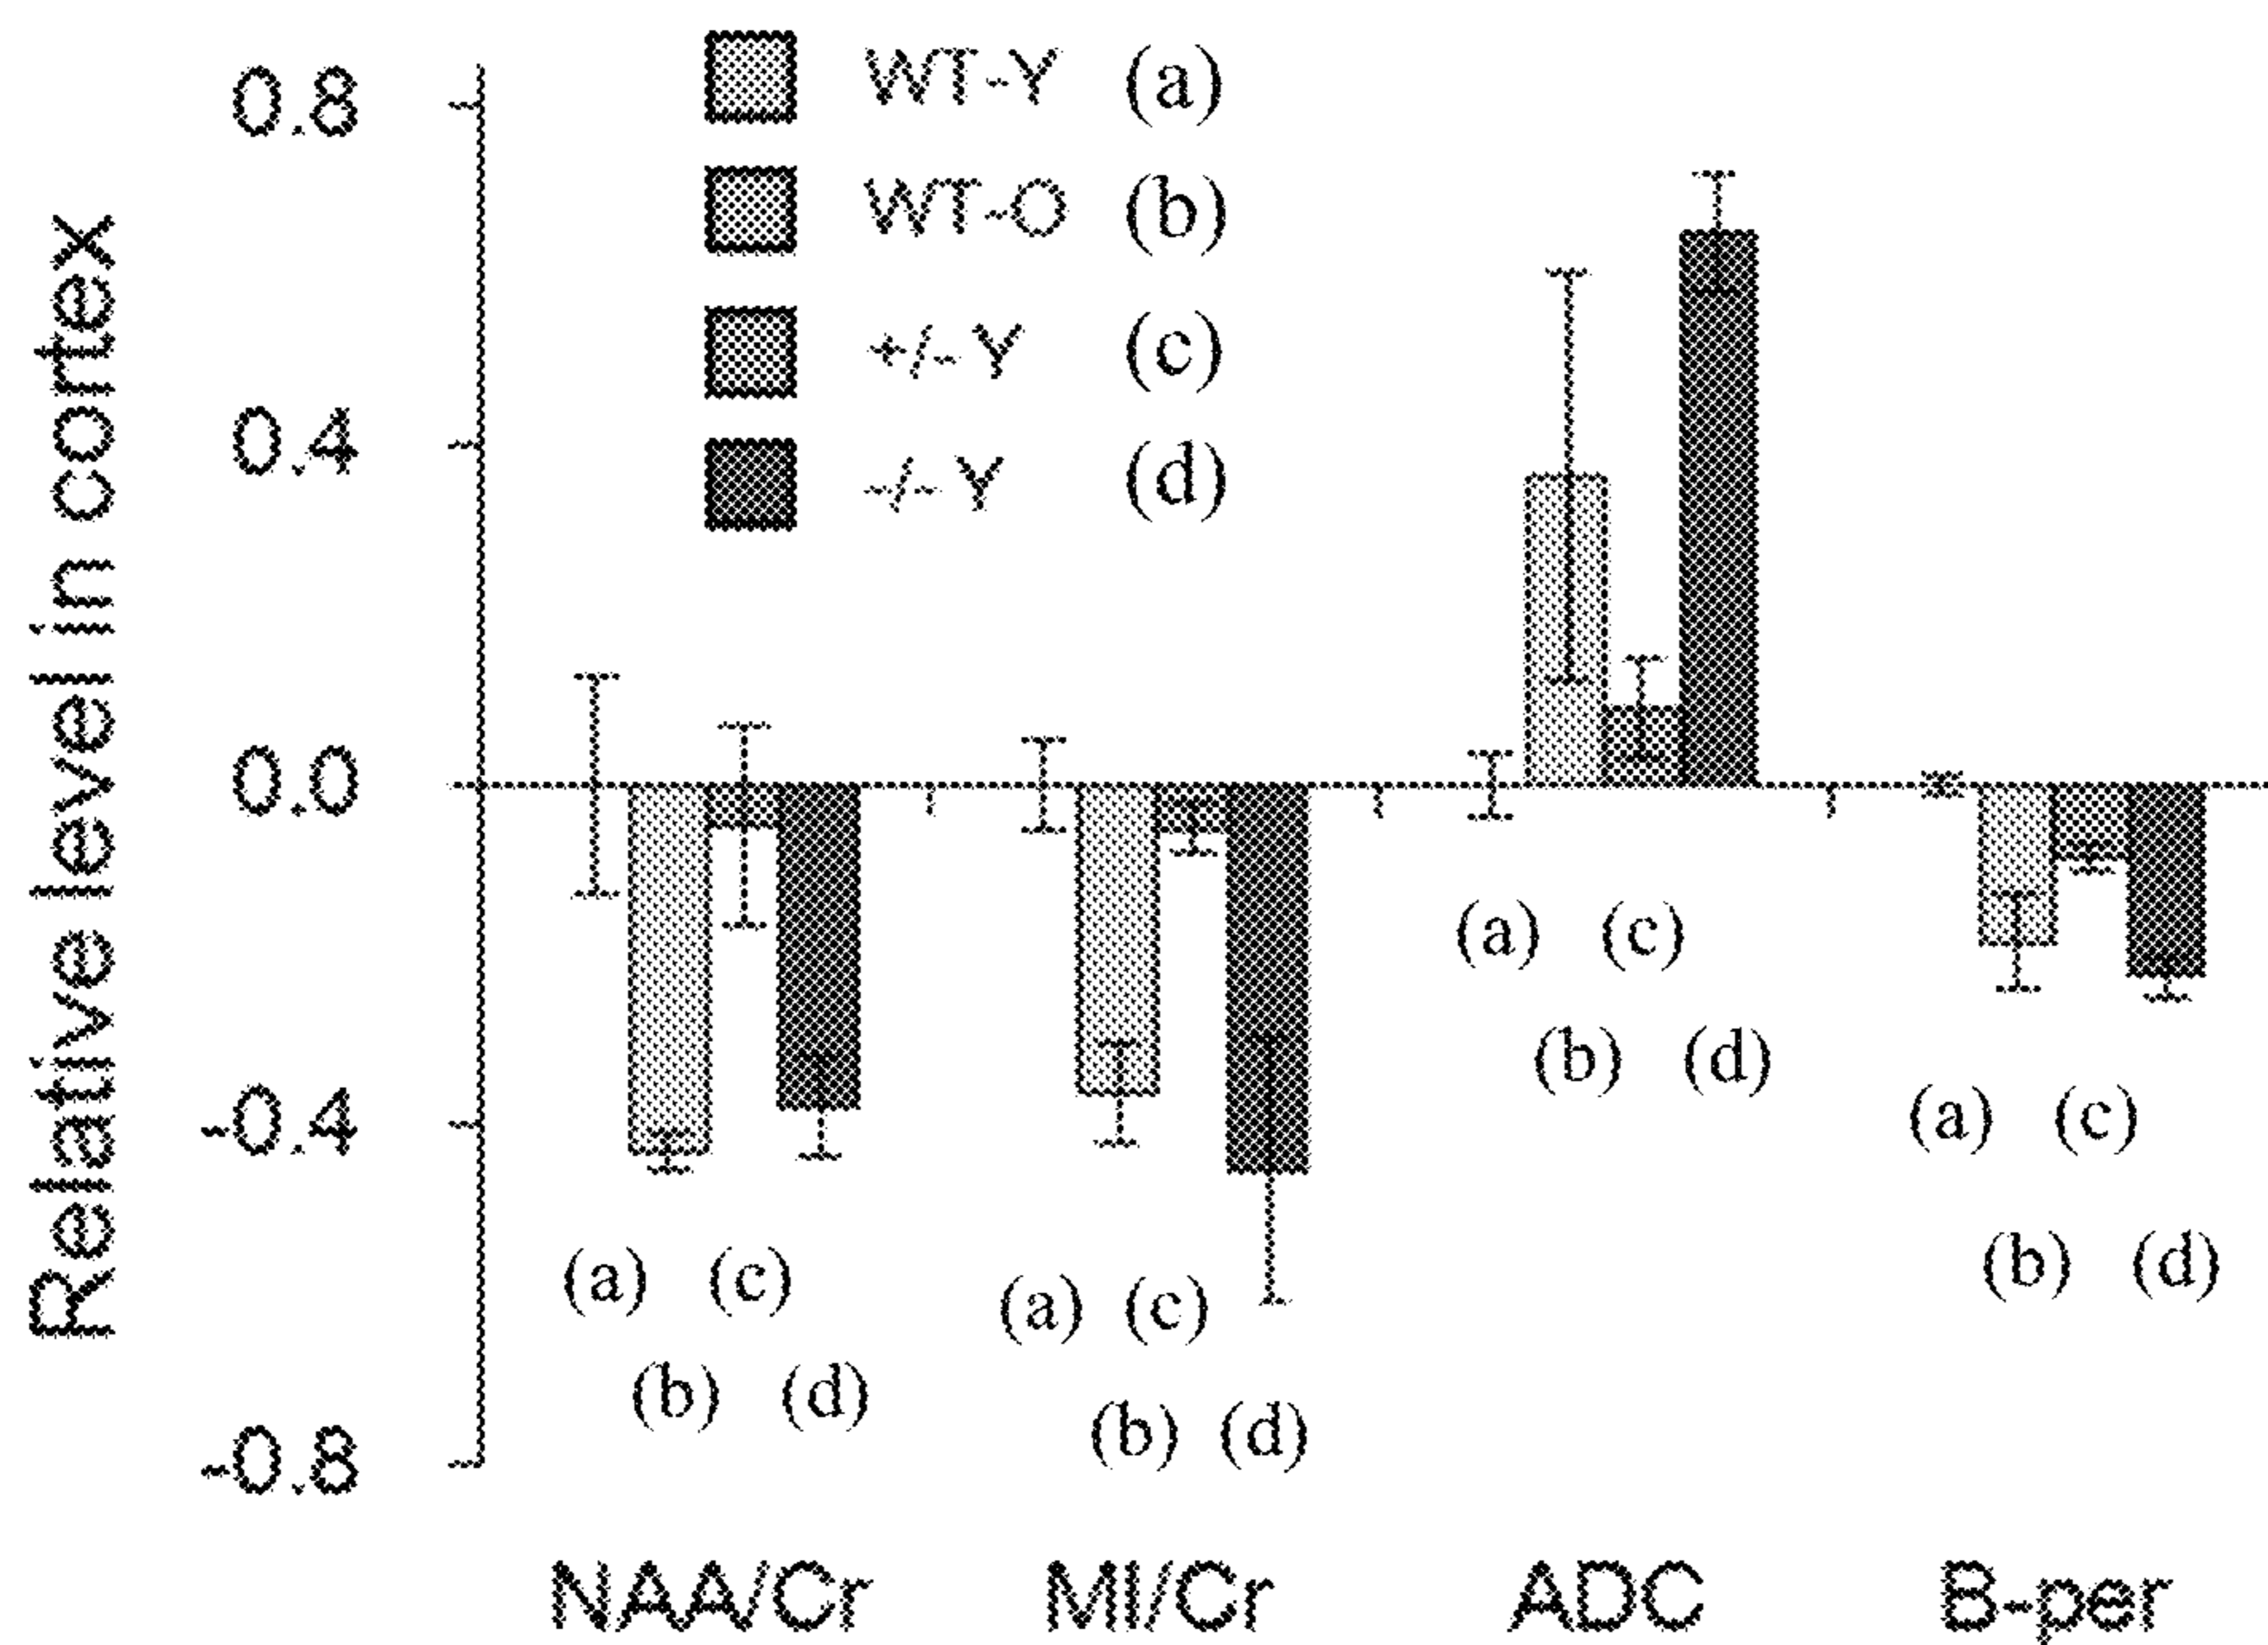 Relative level in cortex
0.8
0.4
0.0
-0.4
-0.8
WT-Y (a)
WT-O (b)
+/- Y (c)
-/- Y (d)
(a) (c)
(b) (d)
(a) (c)
(b) (d)
(a) (c)
(b) (d)
(a) (c)
(b) (d)
NAA/Cr MI/Cr ADC B-per